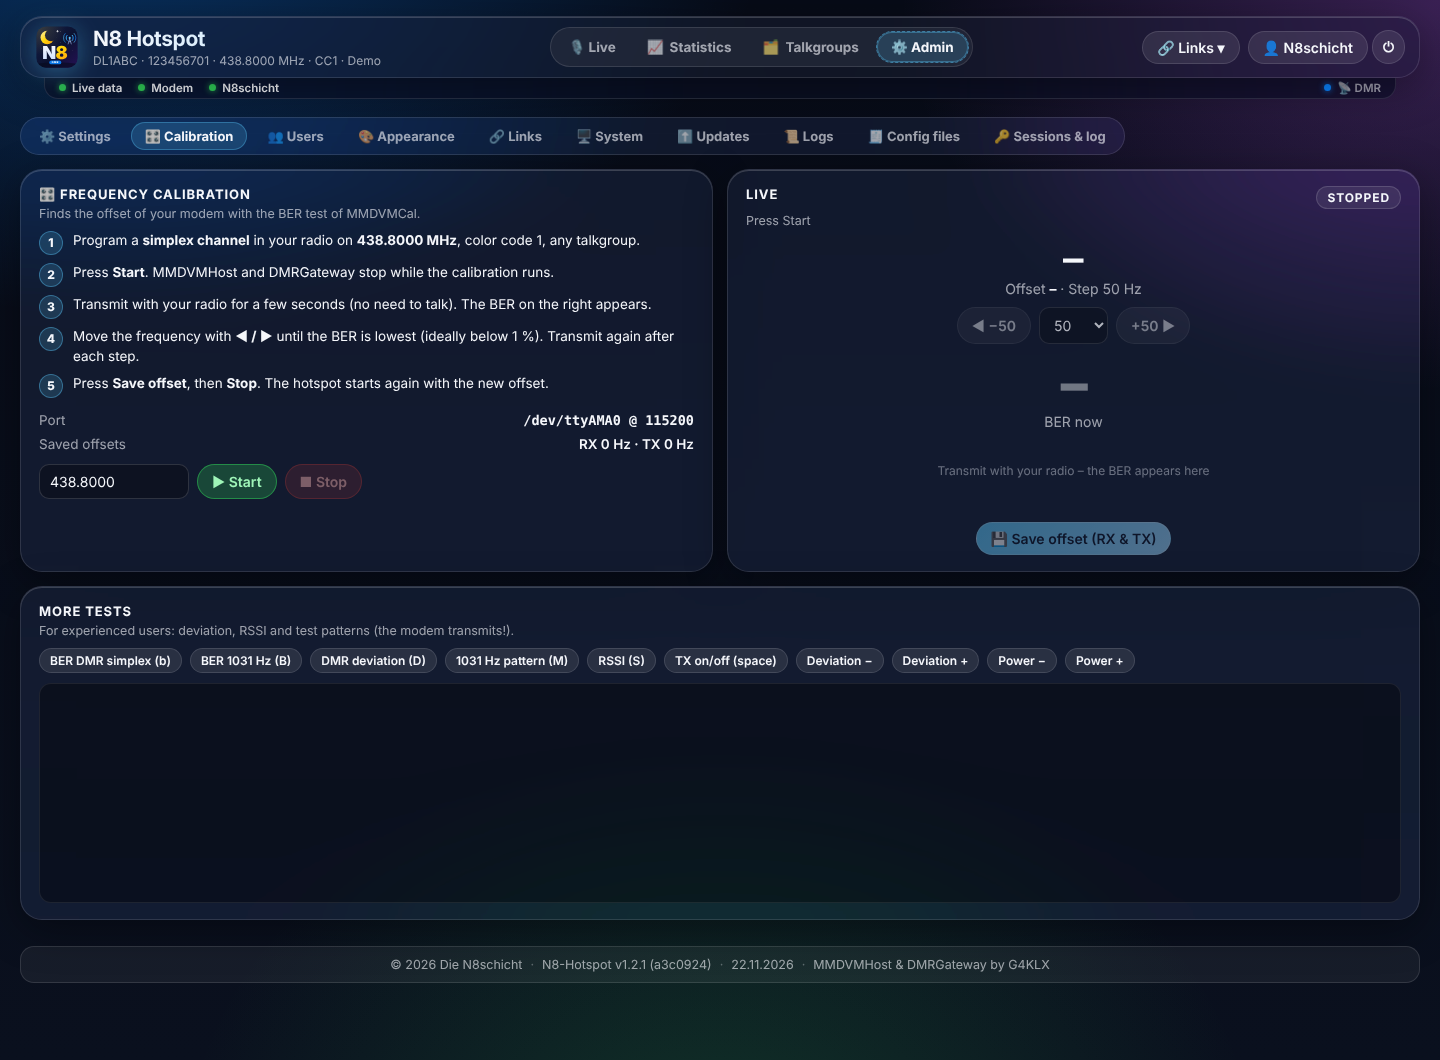 N8
N8 Hotspot
DL1ABC · 123456701 · 438.8000 MHz · CC1 · Demo
Live
Statistics
Talkgroups
Admin
Links ▾
N8schicht
Live data
Modem
N8schicht
DMR
Settings
Calibration
Users
Appearance
Links
System
Updates
Logs
Config files
Sessions & log
FREQUENCY CALIBRATION
Finds the offset of your modem with the BER test of MMDVMCal.
1 Program a simplex channel in your radio on 438.8000 MHz, color code 1, any talkgroup.
2 Press Start. MMDVMHost and DMRGateway stop while the calibration runs.
3 Transmit with your radio for a few seconds (no need to talk). The BER on the right appears.
4 Move the frequency with ◀ / ▶ until the BER is lowest (ideally below 1 %). Transmit again after
each step.
5 Press Save offset, then Stop. The hotspot starts again with the new offset.
Port /dev/ttyAMA0 @ 115200
Saved offsets RX 0 Hz · TX 0 Hz
438.8000 ▶ Start ■ Stop
LIVE
STOPPED
Press Start
–
Offset – · Step 50 Hz
◀ −50 50 +50 ▶
–
BER now
Transmit with your radio – the BER appears here
Save offset (RX & TX)
MORE TESTS
For experienced users: deviation, RSSI and test patterns (the modem transmits!).
BER DMR simplex (b) BER 1031 Hz (B) DMR deviation (D) 1031 Hz pattern (M) RSSI (S) TX on/off (space) Deviation − Deviation + Power − Power +
© 2026 Die N8schicht · N8-Hotspot v1.2.1 (a3c0924) · 22.11.2026 · MMDVMHost & DMRGateway by G4KLX